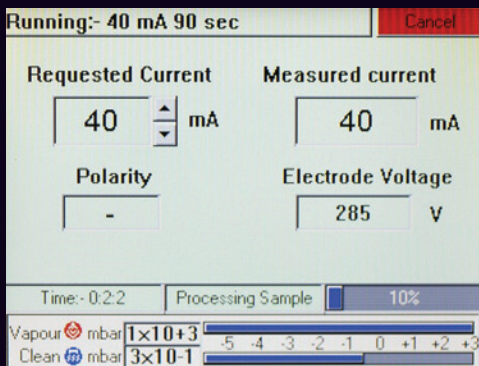 Running:- 40 mA 90 sec Cancel
Requested Current Measured current
40 mA 40 mA
Polarity Electrode Voltage
- 285 V
Time:- 0:2:2 Processing Sample 10%
Vapour mbar 1x10+3
-5 -4 -3 -2 -1 0 +1 +2 +3
Clean mbar 3x10-1